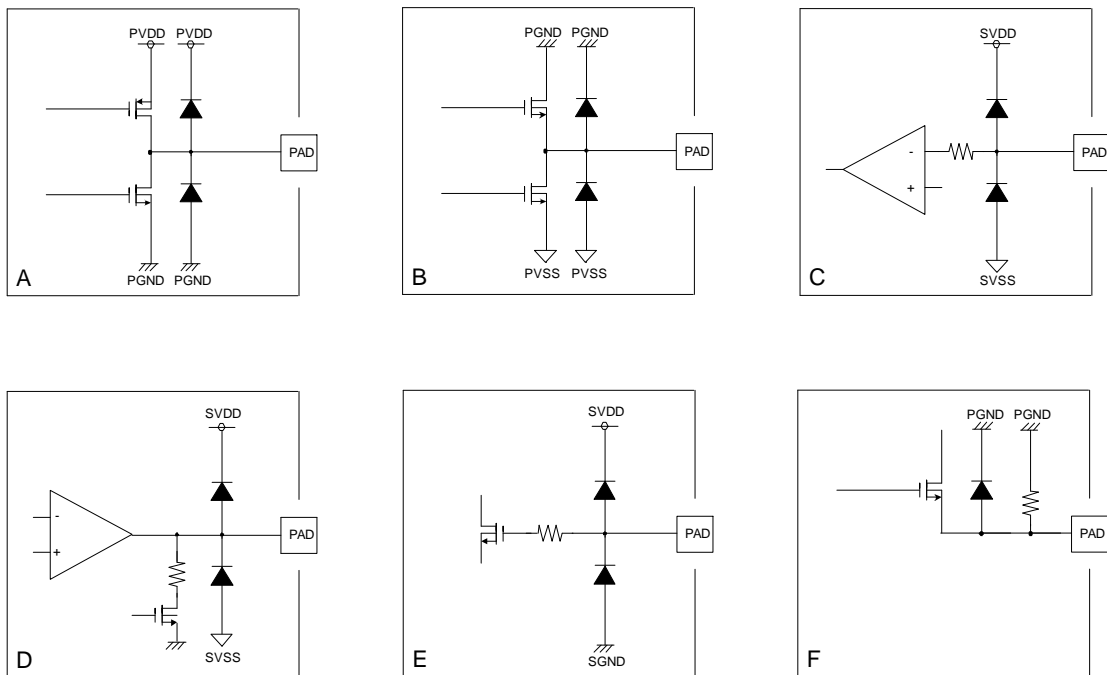 PVDD PVDD
PAD
PGND PGND
A
PGND PGND
PAD
PVSS PVSS
B
SVDD
-
+
PAD
SVSS
C
SVDD
-
+
PAD
SVSS
D
SVDD
PAD
SGND
E
PGND PGND
PAD
F